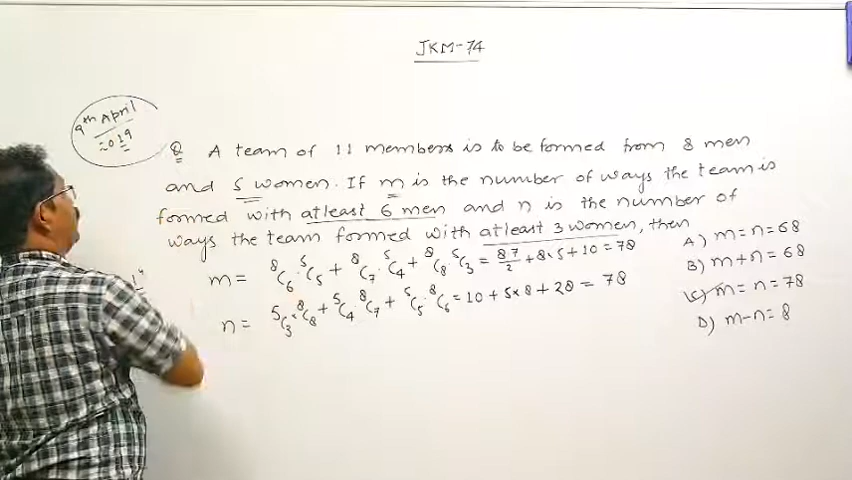 JKM-74
9th April
2019
Q A team of 11 members is to be formed from 8 men
and 5 women. If m is the number of ways the team is
formed with atleast 6 men and n is the number of
ways the team formed with atleast 3 women, then
m = ⁸C₆·⁵C₅ + ⁸C₇·⁵C₄ + ⁸C₈·⁵C₃ = 8·7/2 + 8×5 + 10 = 78
n = ⁵C₃·⁸C₈ + ⁵C₄·⁸C₇ + ⁵C₅·⁸C₆ = 10 + 5×8 + 28 = 78
A) m = n = 68
B) m + n = 68
C) m = n = 78
D) m - n = 8